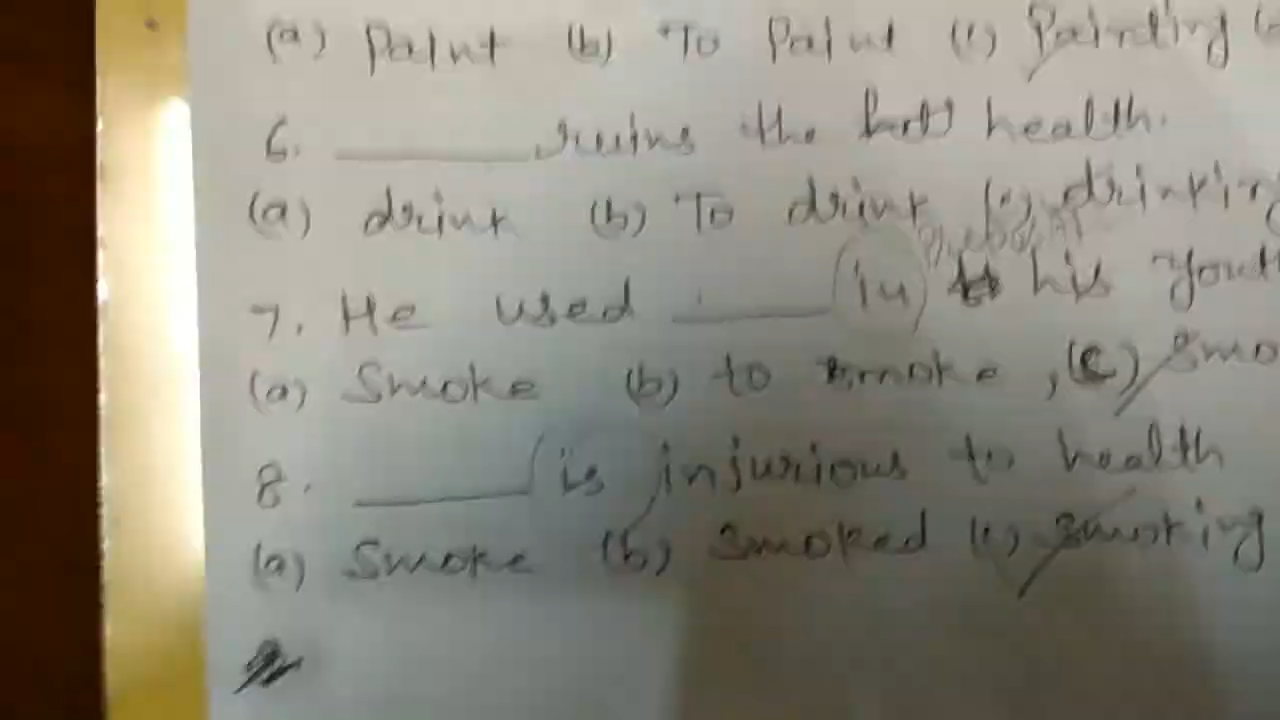 (a) Paint (b) To Paint (c) Painting
6. ______ ruins the health.
(a) drink (b) To drink (c) drinking
7. He used ______ in his
(a) Smoke (b) to smoke, (c)
8. ______ is injurious to health
(a) Smoke (b) smoked (c) smoking